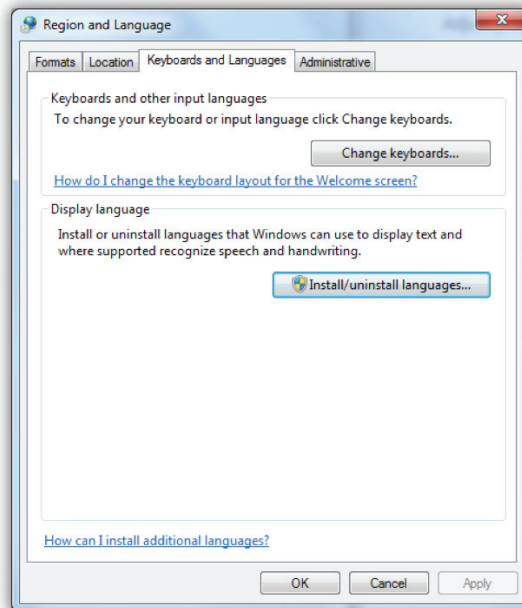 Region and Language
Formats Location Keyboards and Languages Administrative
Keyboards and other input languages
To change your keyboard or input language click Change keyboards.
Change keyboards...
How do I change the keyboard layout for the Welcome screen?
Display language
Install or uninstall languages that Windows can use to display text and
where supported recognize speech and handwriting.
Install/uninstall languages...
How can I install additional languages?
OK Cancel Apply